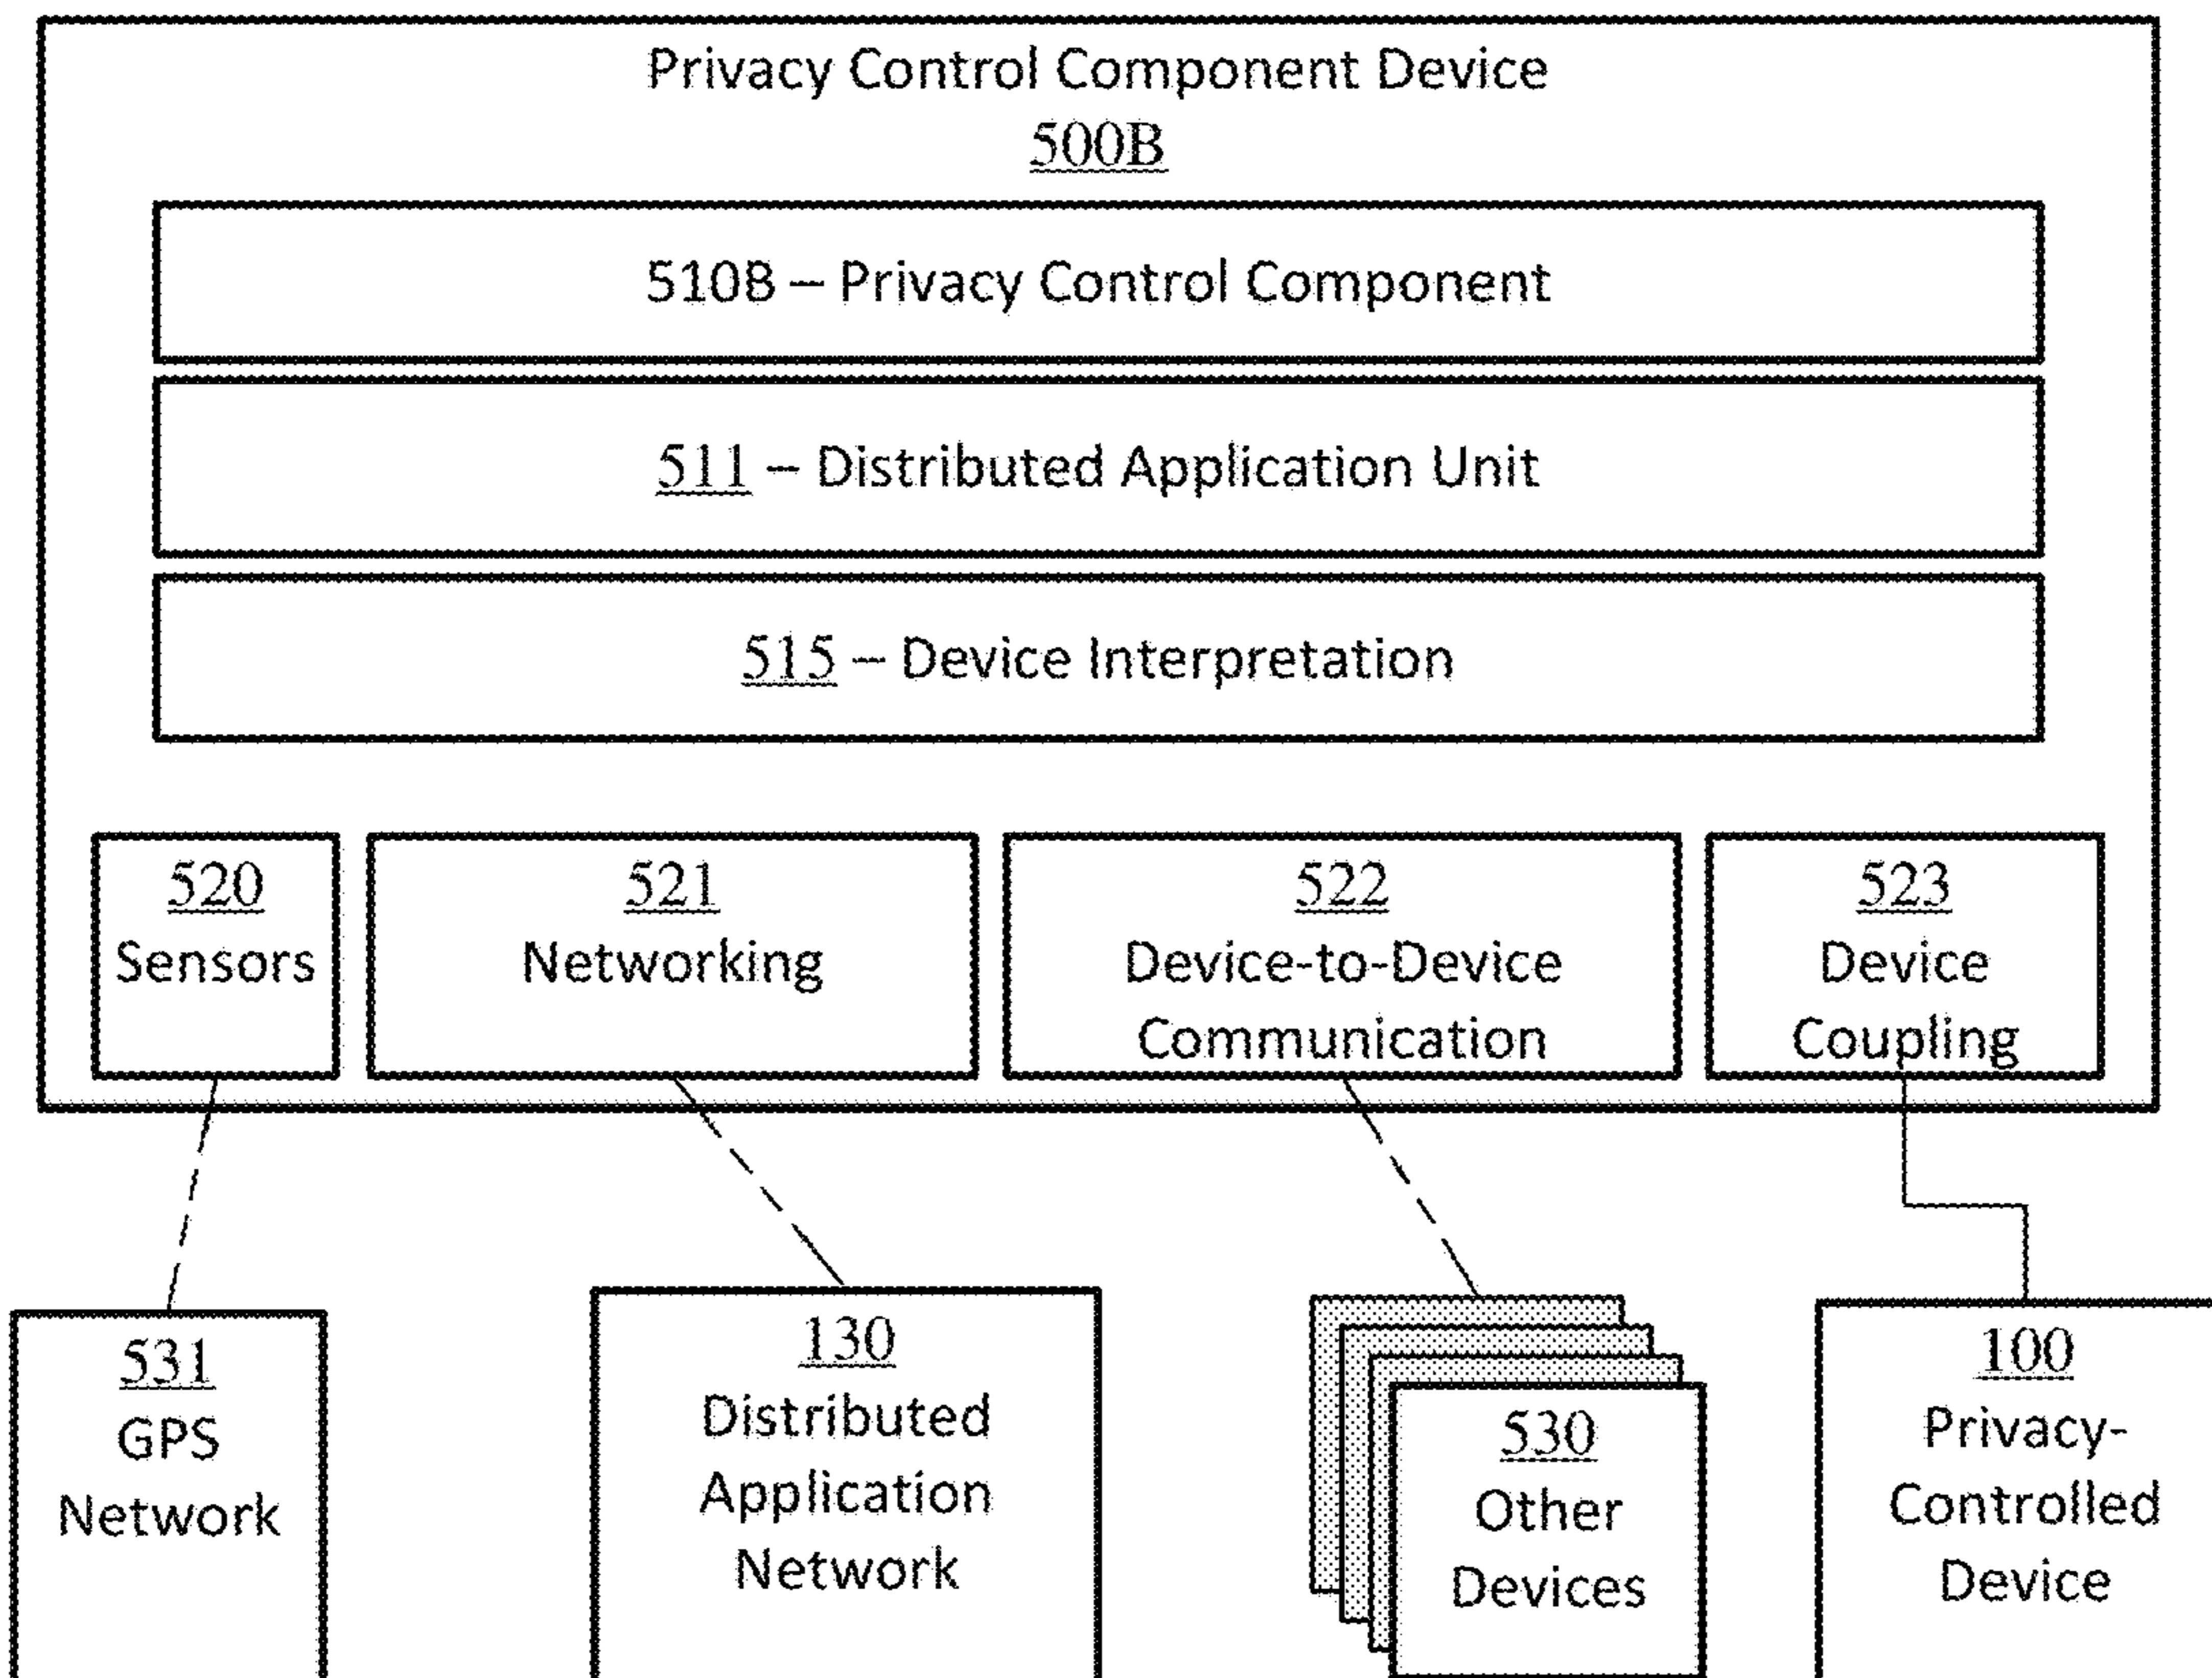 Privacy Control Component Device
500B
510B – Privacy Control Component
511 – Distributed Application Unit
515 – Device Interpretation
520
Sensors
521
Networking
522
Device-to-Device
Communication
523
Device
Coupling
531
GPS
Network
130
Distributed
Application
Network
530
Other
Devices
100
Privacy-
Controlled
Device